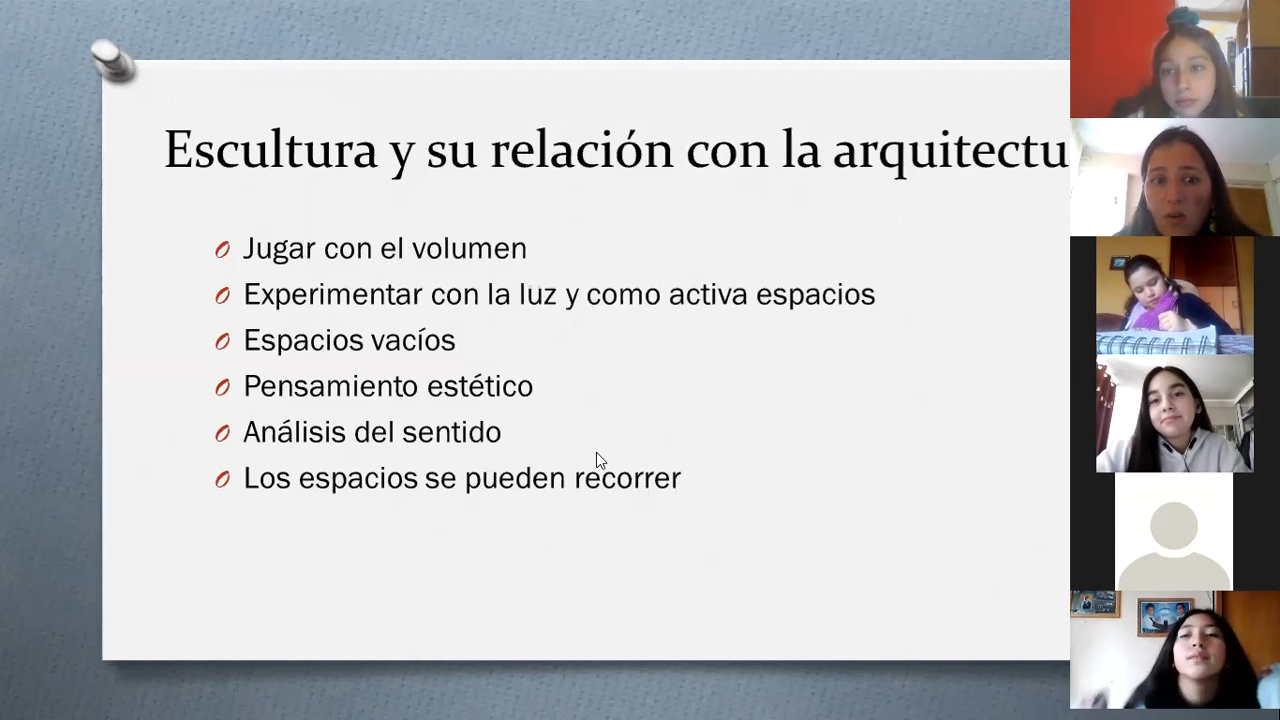 Escultura y su relación con la arquitectu
Jugar con el volumen
Experimentar con la luz y como activa espacios
Espacios vacíos
Pensamiento estético
Análisis del sentido
Los espacios se pueden recorrer